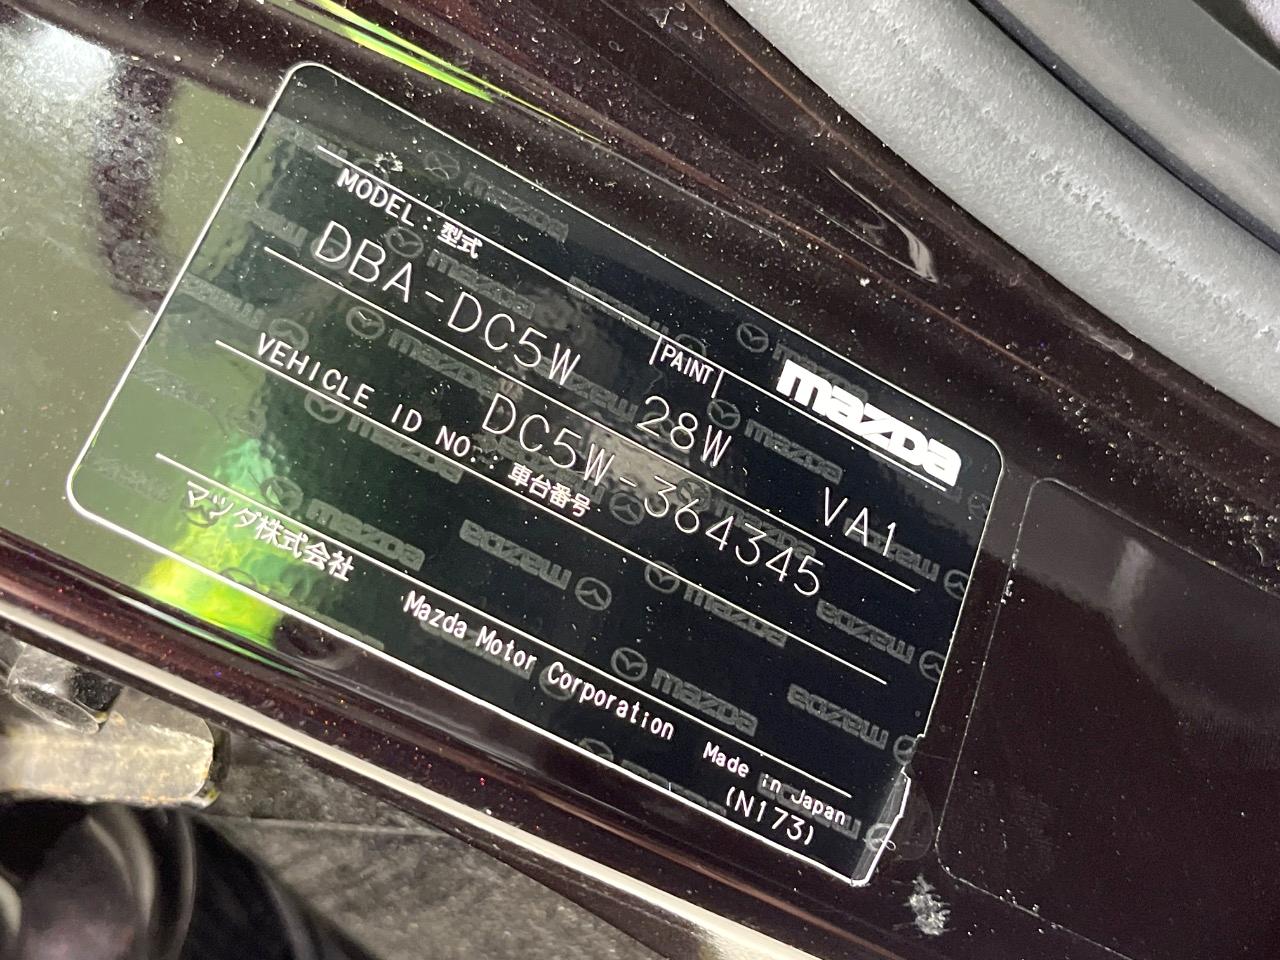 mazda
MODEL：型式
PAINT
DBA-DC5W 28W VA1
VEHICLE ID NO.：車台番号
DC5W-364345
マツダ株式会社
Mazda Motor Corporation
Made in Japan
(N173)